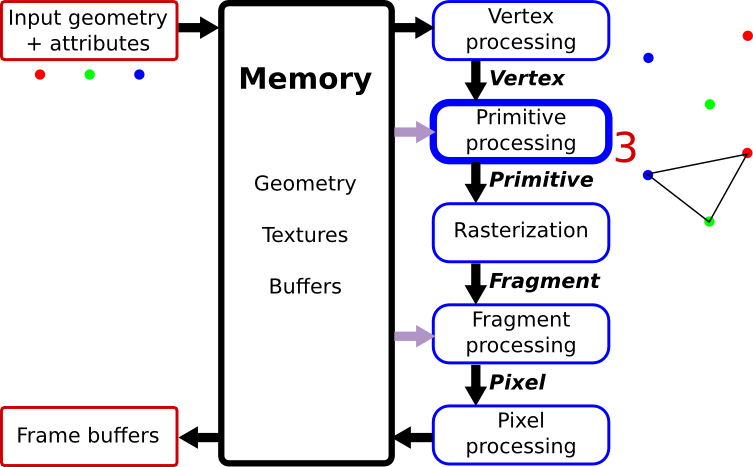 Input geometry
+ attributes
Memory
Geometry
Textures
Buffers
Vertex
processing
Vertex
Primitive
processing
3
Primitive
Rasterization
Fragment
Fragment
processing
Pixel
Pixel
processing
Frame buffers